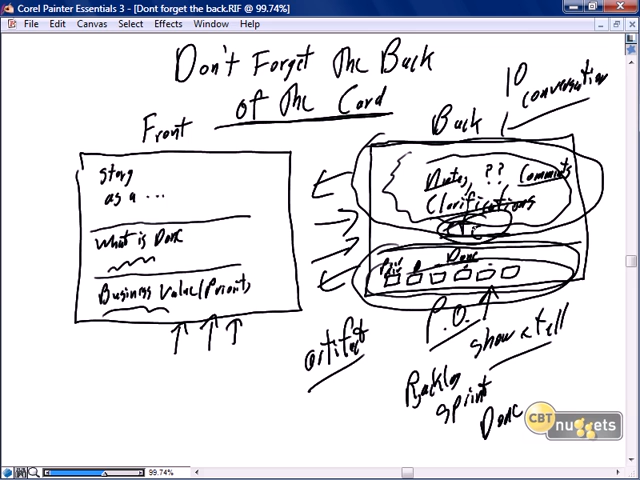 Corel Painter Essentials 3 - [Dont forget the back.RIF @ 99.74%]
File Edit Canvas Select Effects Movie Window Help
Don't Forget The Back
of The Card
10
conversation
Front
Back
Story
as a ...
What is Done
Business Value (Priority)
Notes, ?? Comments
Clarifications
ETC
Done
artifact
P.O.
show & tell
Backlog
Sprint
Done
CBT
nuggets
99.74%